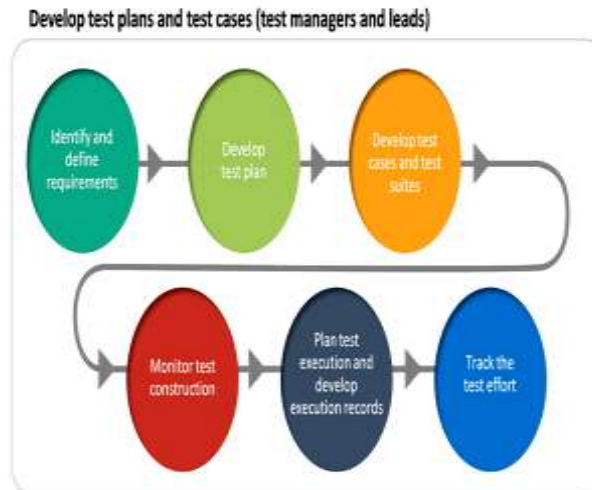 Develop test plans and test cases (test managers and leads)
Identify and
define
requirements
Develop
test plan
Develop test
cases and test
suites
Monitor test
construction
Plan test
execution and
develop
execution records
Track the
test effort